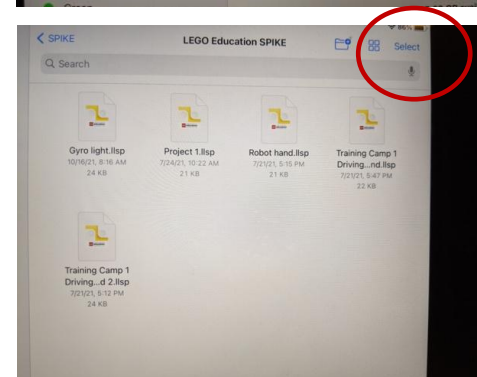 Green
86%
SPIKE
LEGO Education SPIKE
Select
Search
Gyro light.llsp
10/16/21, 8:16 AM
24 KB
Project 1.llsp
7/24/21, 10:22 AM
21 KB
Robot hand.llsp
7/21/21, 5:15 PM
21 KB
Training Camp 1
Driving...nd.llsp
7/21/21, 5:47 PM
22 KB
Training Camp 1
Driving...d 2.llsp
7/21/21, 5:12 PM
24 KB